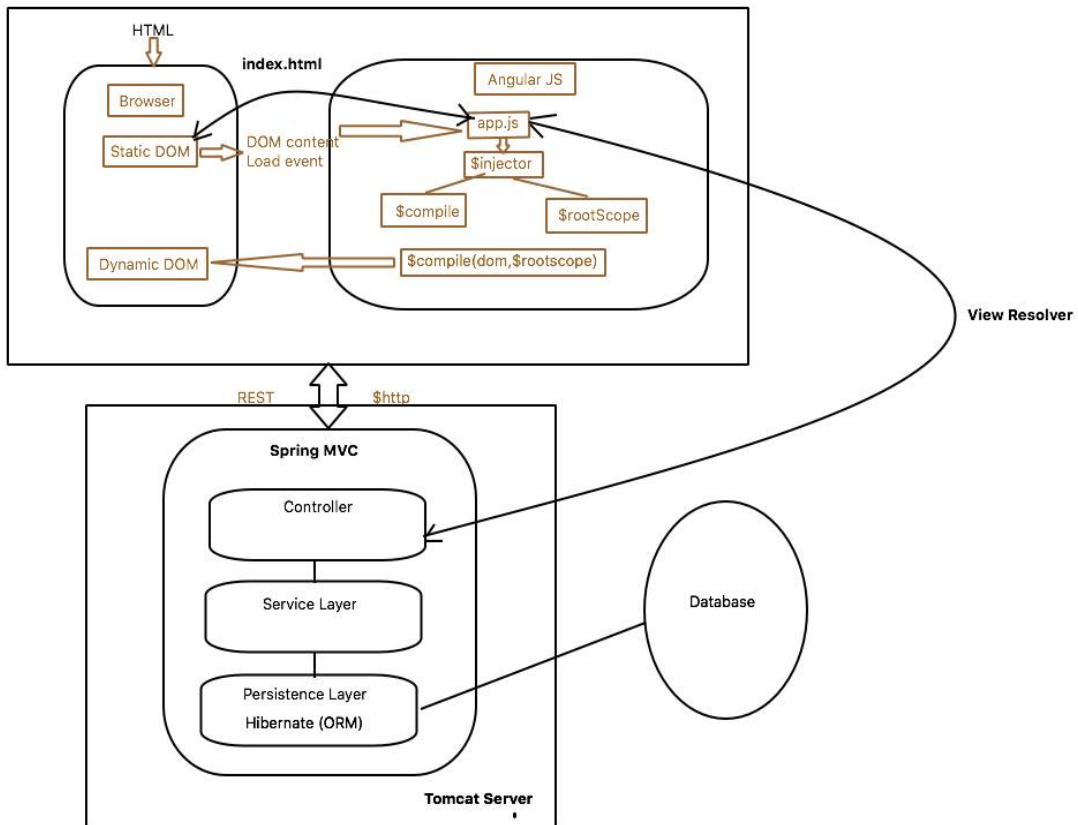 HTML
index.html
Browser
Static DOM
DOM content
Load event
Dynamic DOM
Angular JS
app.js
$injector
$compile
$rootScope
$compile(dom,$rootscope)
View Resolver
REST
$http
Spring MVC
Controller
Service Layer
Persistence Layer
Hibernate (ORM)
Tomcat Server
Database